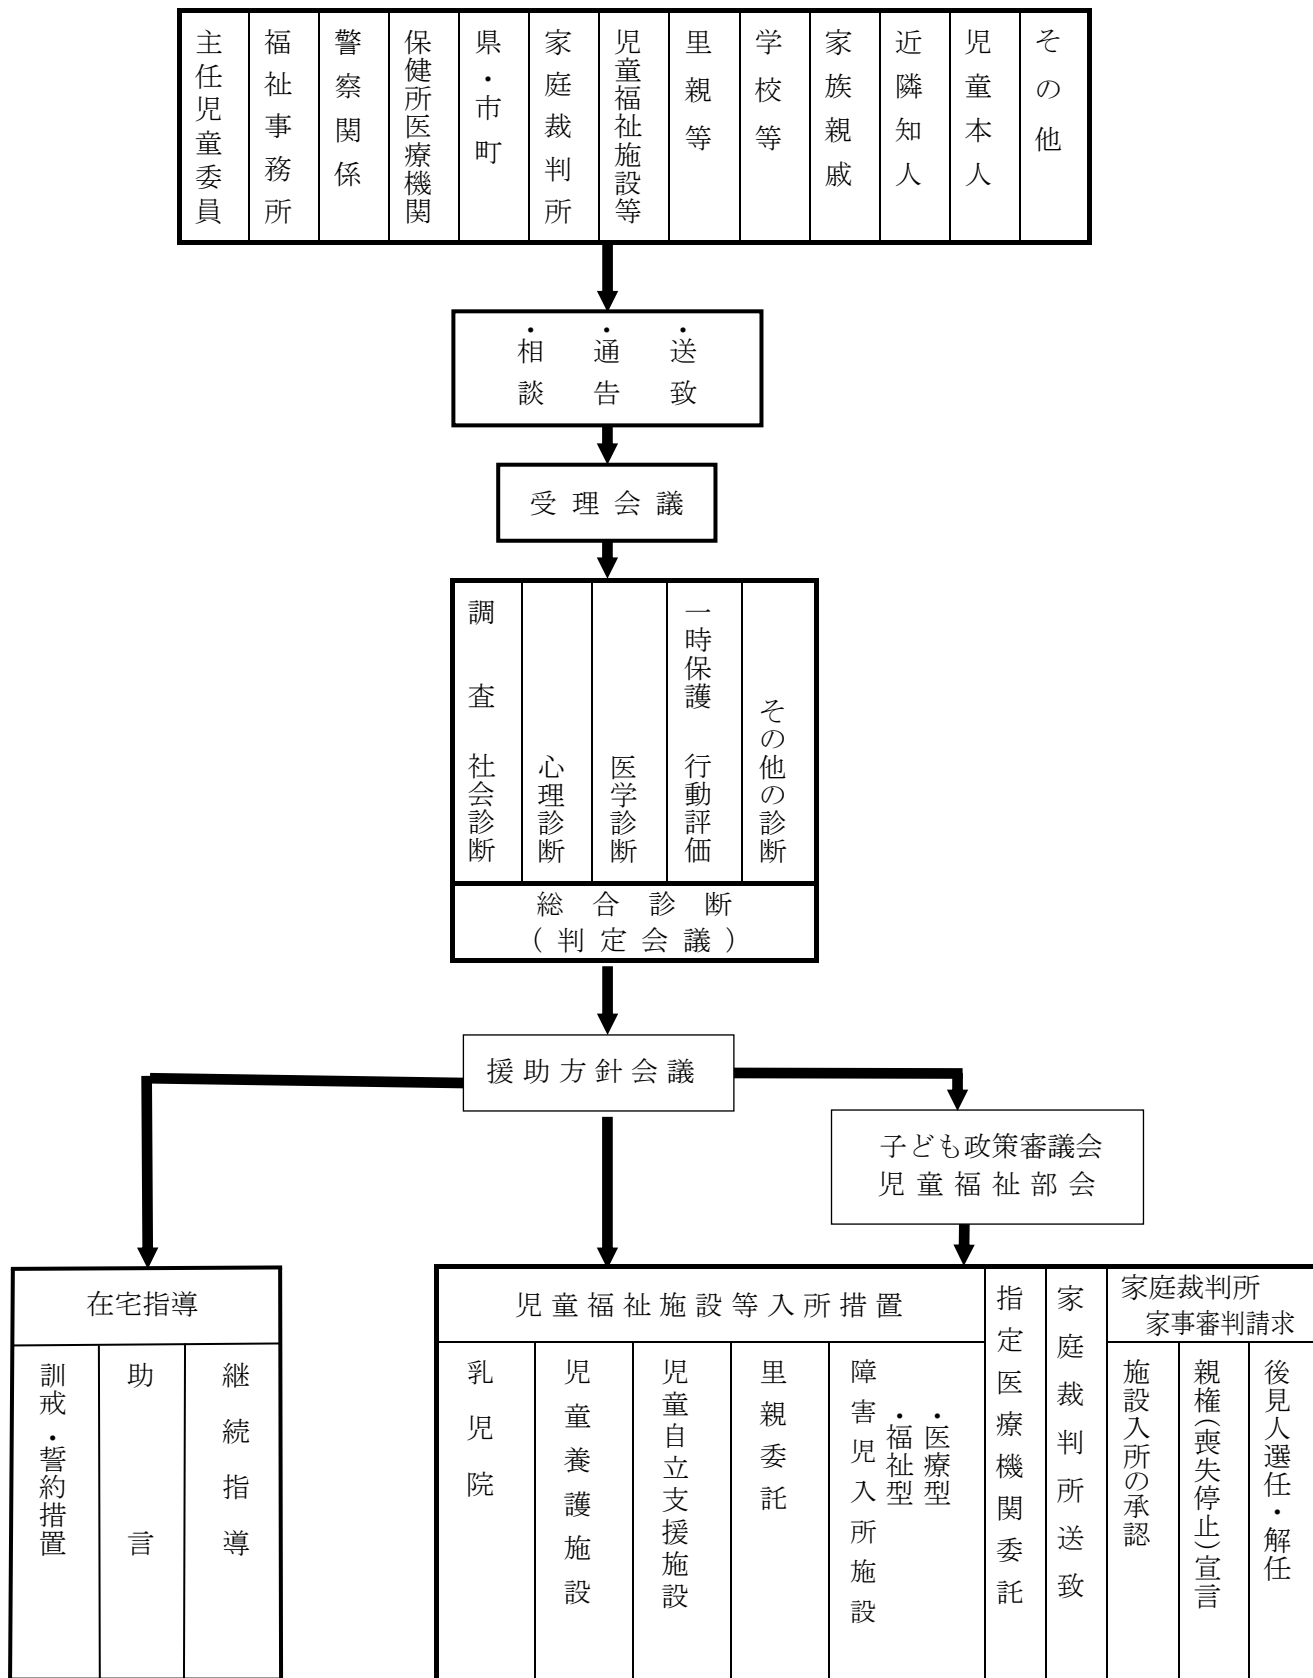 主任児童委員
福祉事務所
警察関係
保健所医療機関
県・市町
家庭裁判所
児童福祉施設等
里親等
学校等
家族親戚
近隣知人
児童本人
その他
・相談
・通告
・送致
受理会議
調査 社会診断
心理診断
医学診断
一時保護 行動評価
その他の診断
総合診断
(判定会議)
援助方針会議
子ども政策審議会
児童福祉部会
在宅指導
訓戒・誓約措置
助言
継続指導
児童福祉施設等入所措置
乳児院
児童養護施設
児童自立支援施設
里親委託
障害児入所施設
・福祉型
・医療型
指定医療機関委託
家庭裁判所送致
家庭裁判所
家事審判請求
施設入所の承認
親権(喪失停止)宣言
後見人選任・解任